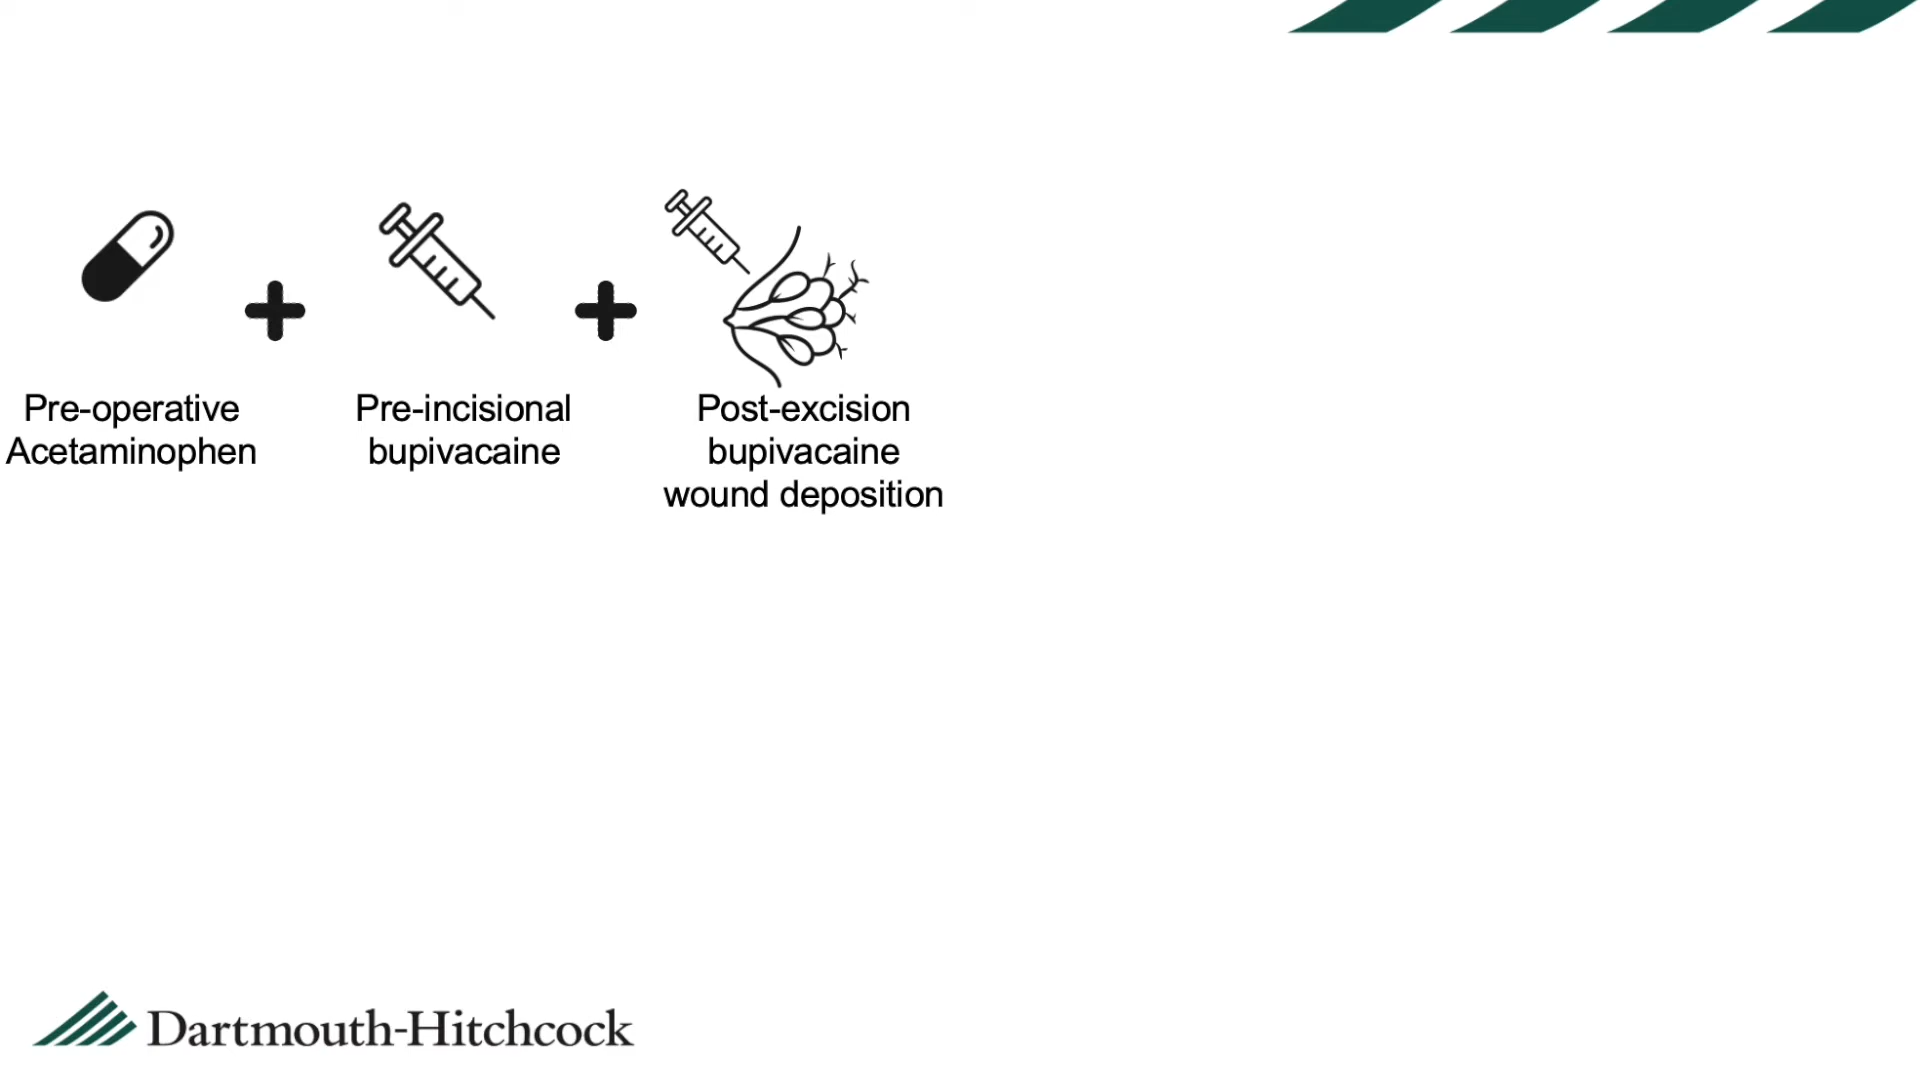 Pre-operative
Acetaminophen
Pre-incisional
bupivacaine
Post-excision
bupivacaine
wound deposition
Dartmouth-Hitchcock